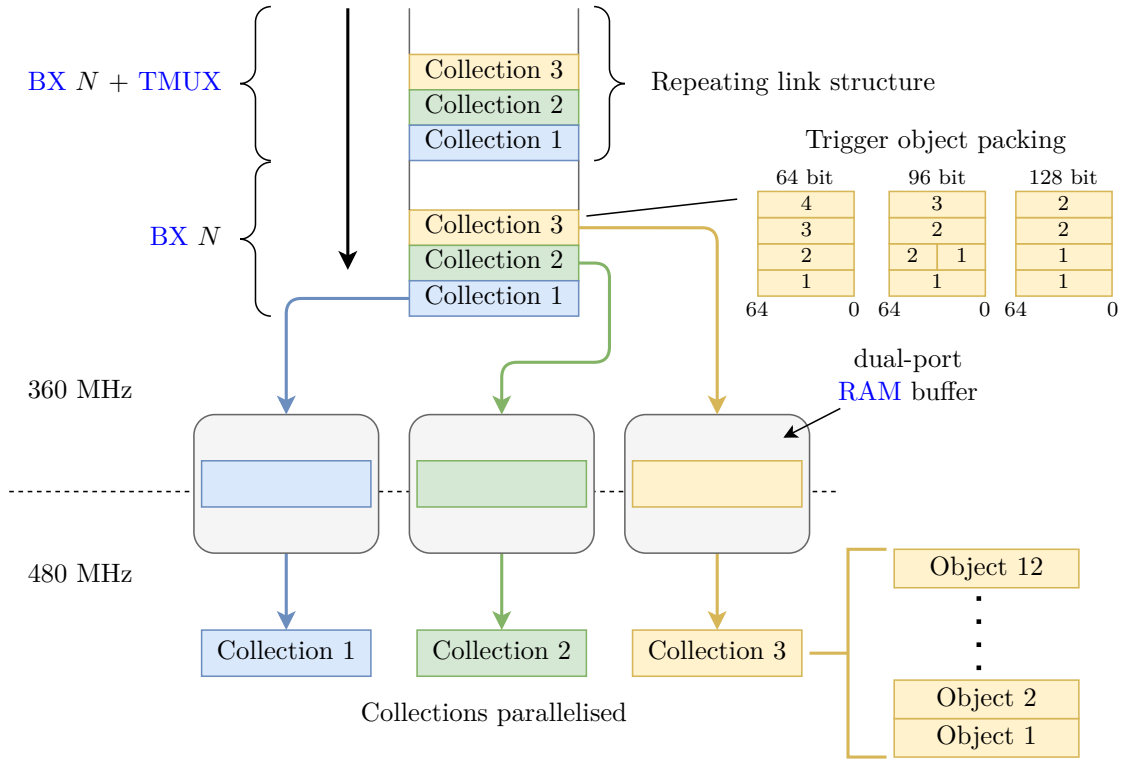 BX N + TMUX
Collection 3
Collection 2
Collection 1
Repeating link structure
BX N
Collection 3
Collection 2
Collection 1
Trigger object packing
64 bit
96 bit
128 bit
4
3
2
3
2
2
2
2 1
1
1
1
1
64 0
64 0
64 0
360 MHz
dual-port
RAM buffer
480 MHz
Collection 1
Collection 2
Collection 3
Object 12
Object 2
Object 1
Collections parallelised